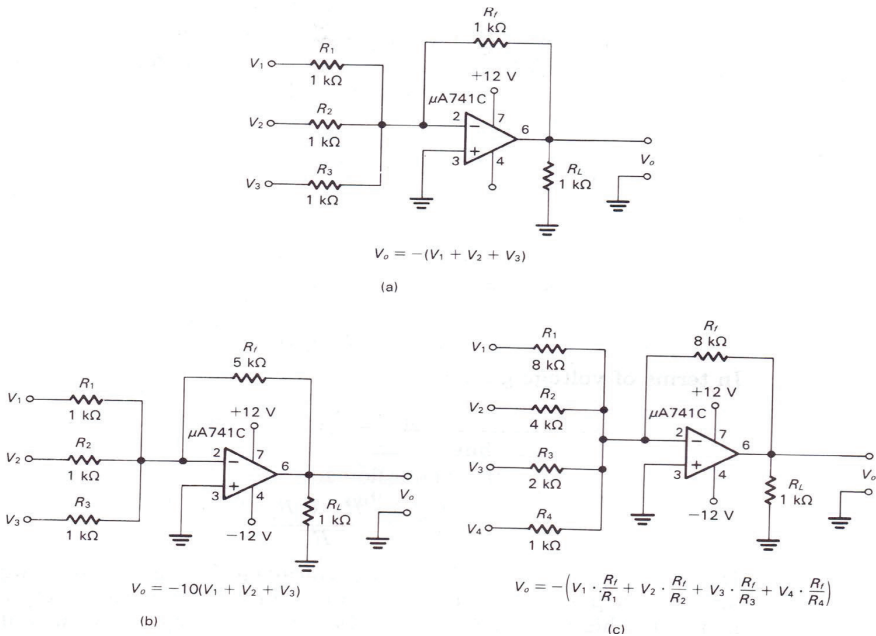 R_f
1 kΩ
R₁
V₁
1 kΩ
+12 V
μA741C
R₂
V₂
1 kΩ
2
7
6
−
+
3
4
V_o
R_L
1 kΩ
R₃
V₃
1 kΩ
V_o = −(V₁ + V₂ + V₃)
(a)
In terms of voltage
R_f
5 kΩ
R₁
V₁
1 kΩ
+12 V
μA741C
R₂
V₂
1 kΩ
2
7
6
−
+
3
4
V_o
R_L
1 kΩ
R₃
V₃
1 kΩ
−12 V
V_o = −10(V₁ + V₂ + V₃)
(b)
R₁
V₁
8 kΩ
R_f
8 kΩ
R₂
V₂
4 kΩ
+12 V
μA741C
R₃
V₃
2 kΩ
2
7
6
−
+
3
4
V_o
R_L
1 kΩ
R₄
V₄
1 kΩ
−12 V
V_o = −(V₁ · R_f/R₁ + V₂ · R_f/R₂ + V₃ · R_f/R₃ + V₄ · R_f/R₄)
(c)